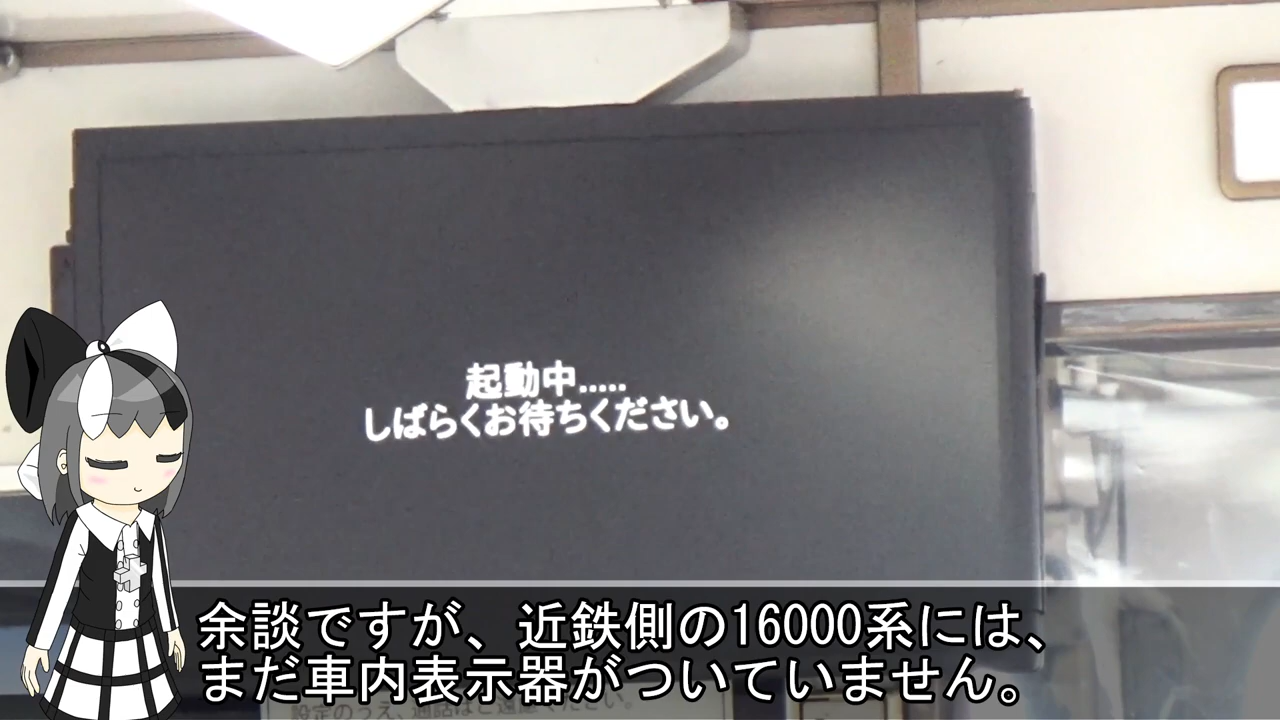 起動中.....
しばらくお待ちください。
余談ですが、近鉄側の16000系には、
まだ車内表示器がついていません。